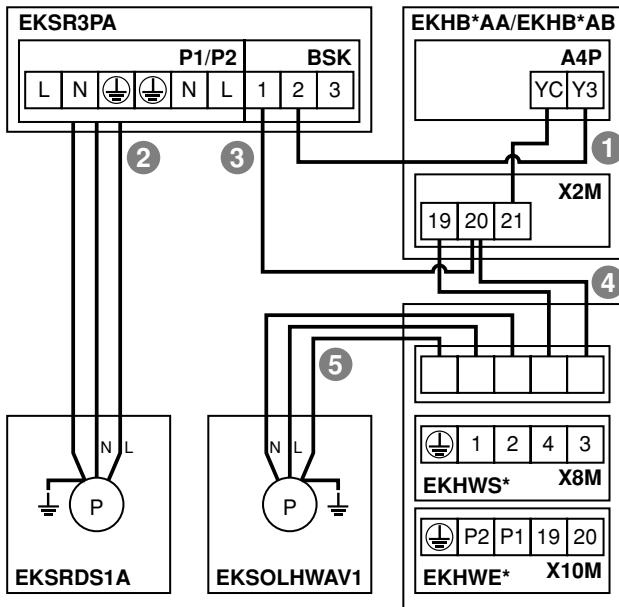 EKSR3PA
P1/P2 BSK
L N N L 1 2 3
EKHB*AA/EKHB*AB
A4P
YC Y3
1
2
3
X2M
19 20 21
4
5
N L
P
EKSRDS1A
N L
P
EKSOLHWAV1
1 2 4 3
EKHWS* X8M
P2 P1 19 20
EKHWE* X10M